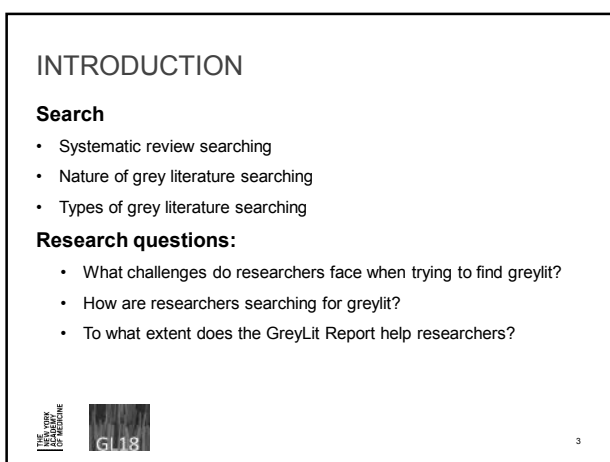 INTRODUCTION
Search
• Systematic review searching
• Nature of grey literature searching
• Types of grey literature searching
Research questions:
• What challenges do researchers face when trying to find greylit?
• How are researchers searching for greylit?
• To what extent does the GreyLit Report help researchers?
THE
NEW YORK
ACADEMY
OF MEDICINE
GL18
3